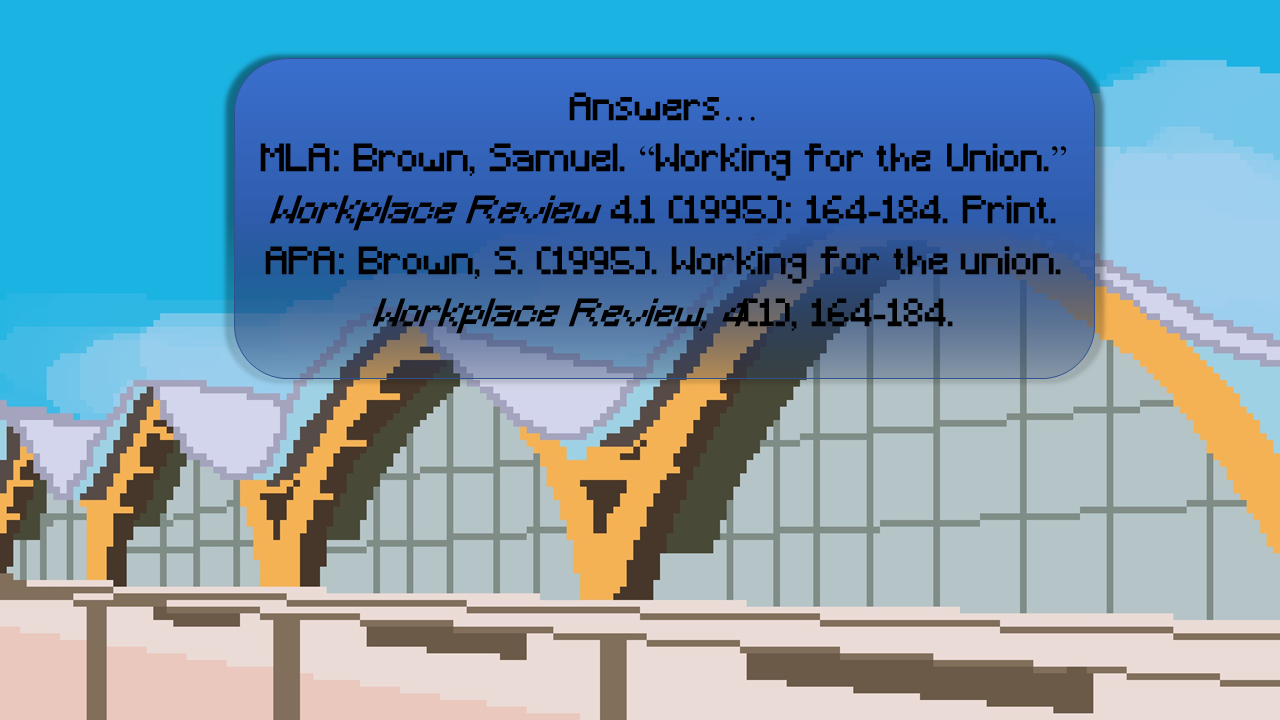 Answers…
MLA: Brown, Samuel. “Working for the Union.”
Workplace Review 4.1 (1995): 164-184. Print.
APA: Brown, S. (1995). Working for the union.
Workplace Review, 4(1), 164-184.